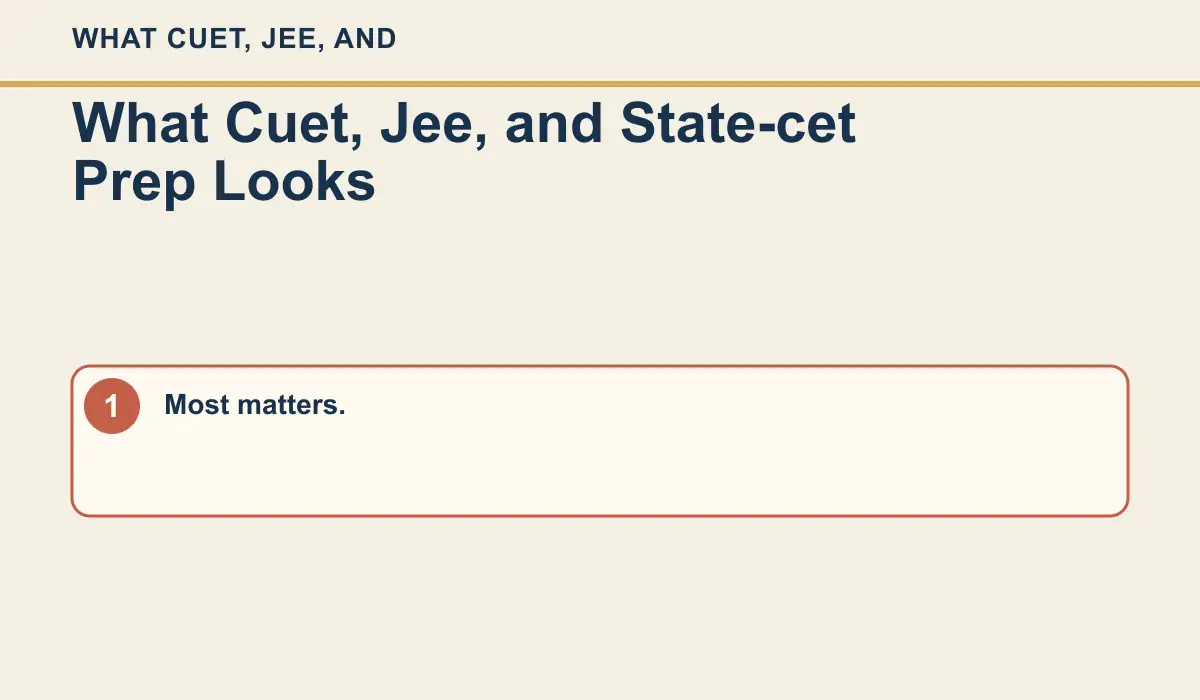 WHAT CUET, JEE, AND
What Cuet, Jee, and State-cet
Prep Looks
1 Most matters.